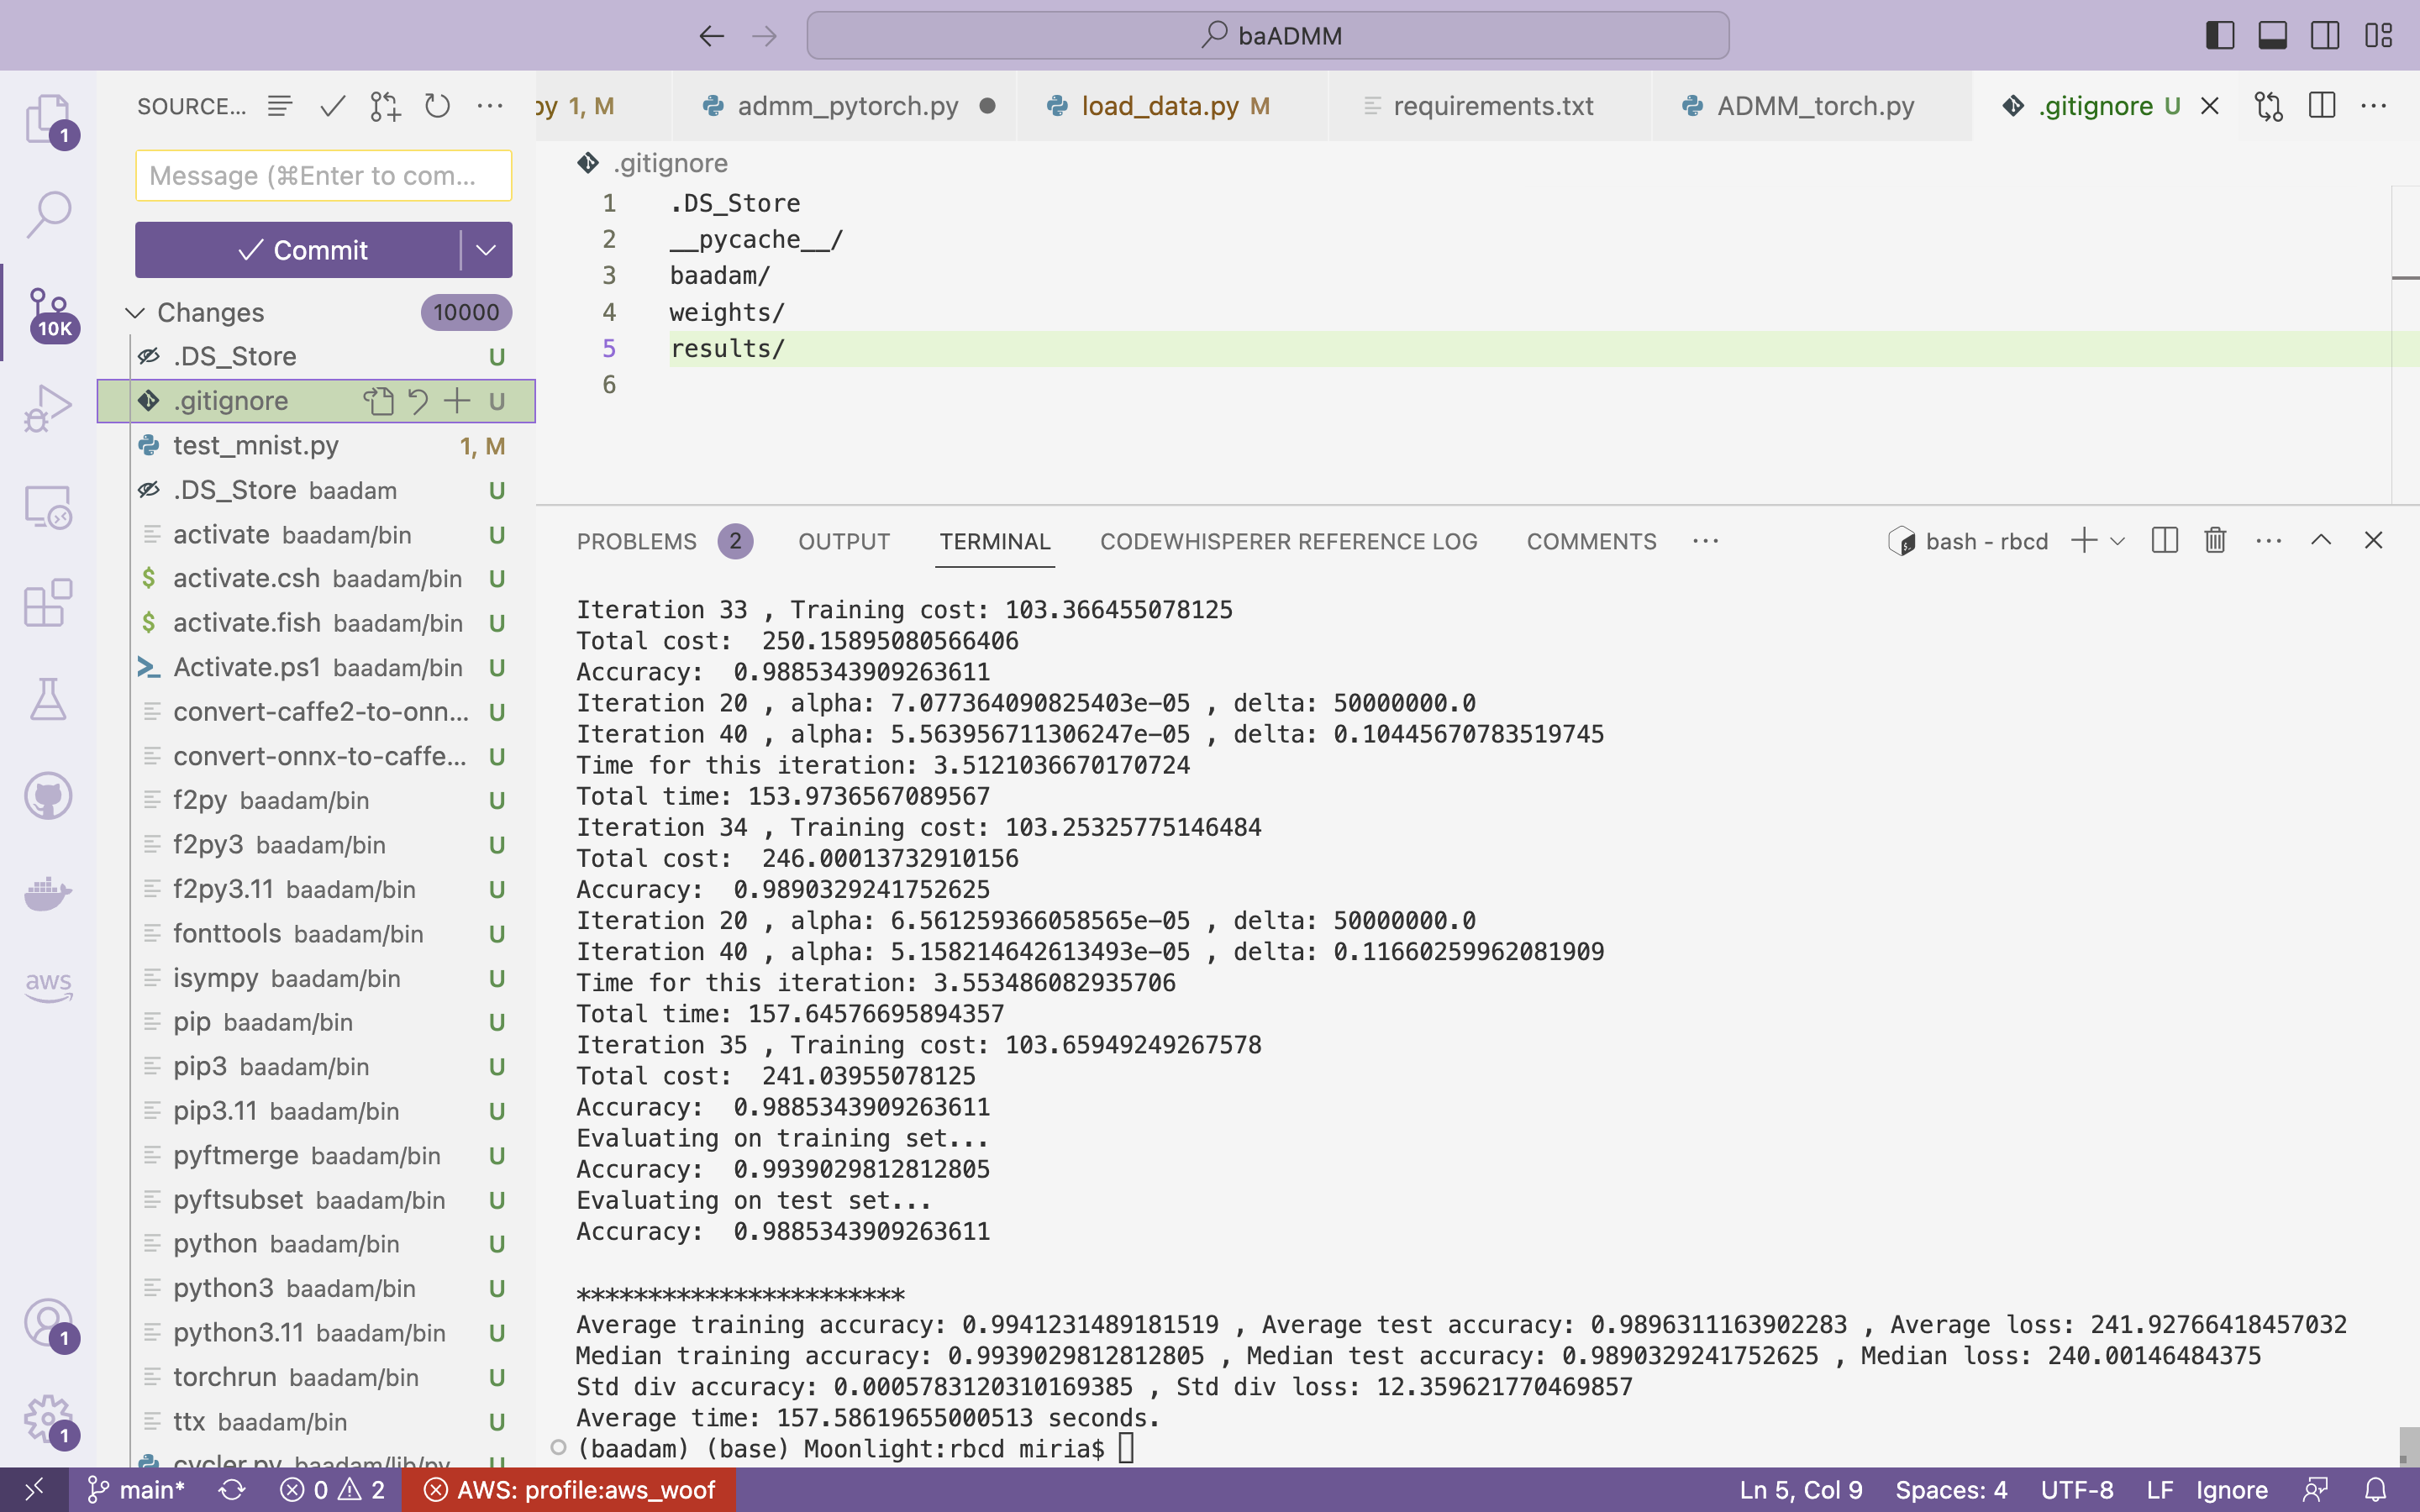 baADMM
1
SOURCE...
Message (⌘Enter to com...
Commit
Changes 10000
10K
.DS_Store U
.gitignore U
test_mnist.py 1, M
.DS_Store baadam U
activate baadam/bin U
activate.csh baadam/bin U
activate.fish baadam/bin U
Activate.ps1 baadam/bin U
convert-caffe2-to-onn... U
convert-onnx-to-caffe... U
f2py baadam/bin U
f2py3 baadam/bin U
f2py3.11 baadam/bin U
fonttools baadam/bin U
isympy baadam/bin U
pip baadam/bin U
pip3 baadam/bin U
pip3.11 baadam/bin U
pyftmerge baadam/bin U
pyftsubset baadam/bin U
python baadam/bin U
python3 baadam/bin U
python3.11 baadam/bin U
torchrun baadam/bin U
ttx baadam/bin U
cycler.py baadam/lib/py U
aws
1
1
py 1, M admm_pytorch.py load_data.py M requirements.txt ADMM_torch.py .gitignore U
.gitignore
1 .DS_Store
2 __pycache__/
3 baadam/
4 weights/
5 results/
6
PROBLEMS 2 OUTPUT TERMINAL CODEWHISPERER REFERENCE LOG COMMENTS bash - rbcd
Iteration 33 , Training cost: 103.366455078125
Total cost:  250.15895080566406
Accuracy:  0.9885343909263611
Iteration 20 , alpha: 7.077364090825403e-05 , delta: 50000000.0
Iteration 40 , alpha: 5.563956711306247e-05 , delta: 0.10445670783519745
Time for this iteration: 3.5121036670170724
Total time: 153.9736567089567
Iteration 34 , Training cost: 103.25325775146484
Total cost:  246.00013732910156
Accuracy:  0.9890329241752625
Iteration 20 , alpha: 6.561259366058565e-05 , delta: 50000000.0
Iteration 40 , alpha: 5.158214642613493e-05 , delta: 0.11660259962081909
Time for this iteration: 3.553486082935706
Total time: 157.64576695894357
Iteration 35 , Training cost: 103.65949249267578
Total cost:  241.03955078125
Accuracy:  0.9885343909263611
Evaluating on training set...
Accuracy:  0.9939029812812805
Evaluating on test set...
Accuracy:  0.9885343909263611
***********************
Average training accuracy: 0.9941231489181519 , Average test accuracy: 0.9896311163902283 , Average loss: 241.92766418457032
Median training accuracy: 0.9939029812812805 , Median test accuracy: 0.9890329241752625 , Median loss: 240.00146484375
Std div accuracy: 0.0005783120310169385 , Std div loss: 12.359621770469857
Average time: 157.58619655000513 seconds.
(baadam) (base) Moonlight:rbcd miria$
main* 0 2 AWS: profile:aws_woof Ln 5, Col 9 Spaces: 4 UTF-8 LF Ignore